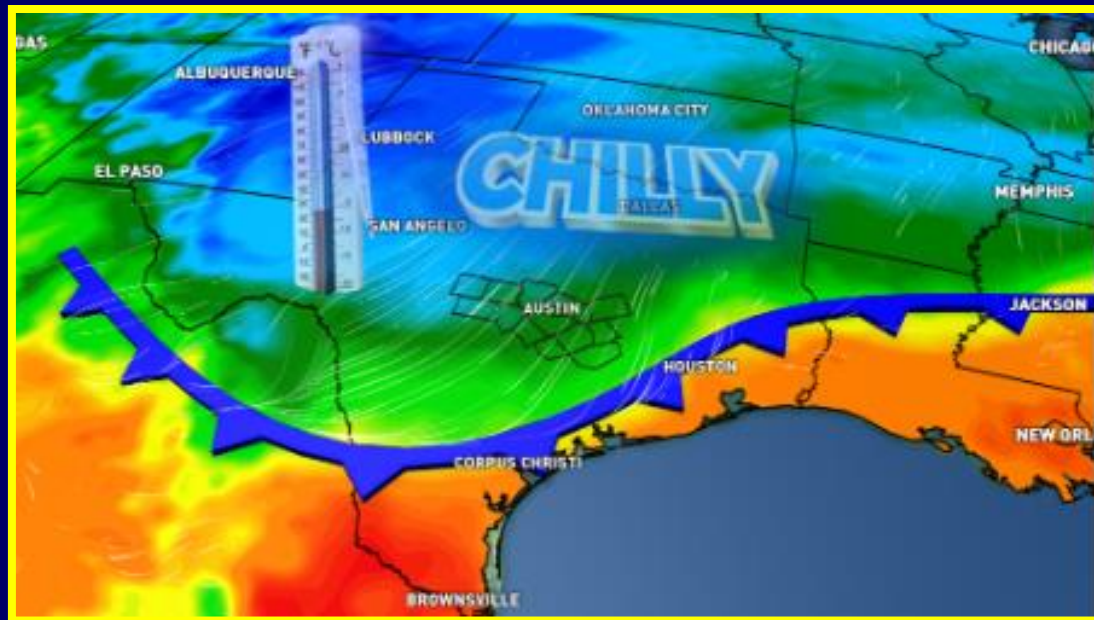 GAS
CHICAGO
°F °C
ALBUQUERQUE
OKLAHOMA CITY
LUBBOCK
CHILLY
EL PASO
MEMPHIS
DALLAS
SAN ANGELO
AUSTIN
JACKSON
HOUSTON
NEW ORL
CORPUS CHRISTI
BROWNSVILLE